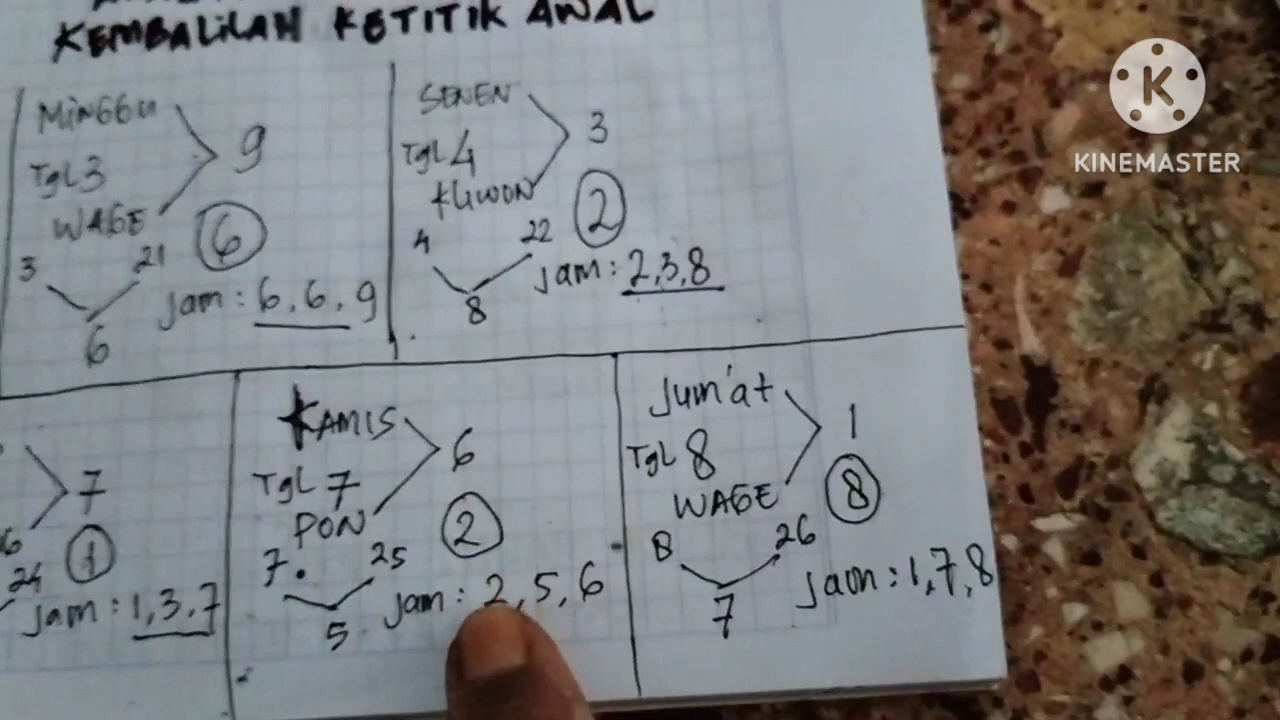 KEMBALILAH KETITIK AWAL
MINGGU
Tgl 3
WAGE
9
6
3 21
6
Jam : 6, 6, 9
SENEN
Tgl 4
KLIWON
3
2
4 22
8
Jam : 2,3,8
7
1
24
Jam : 1,3,7
KAMIS
Tgl 7
PON
6
2
7. 25
5
Jam : 2, 5, 6
Jum'at
Tgl 8
WAGE
1
8
8 26
7
Jam : 1,7,8
K
KINEMASTER